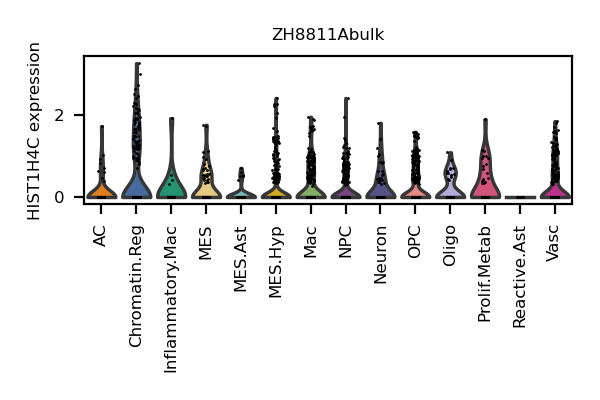 ZH8811Abulk
HIST1H4C expression
2
0
AC
Chromatin.Reg
Inflammatory.Mac
MES
MES.Ast
MES.Hyp
Mac
NPC
Neuron
OPC
Oligo
Prolif.Metab
Reactive.Ast
Vasc